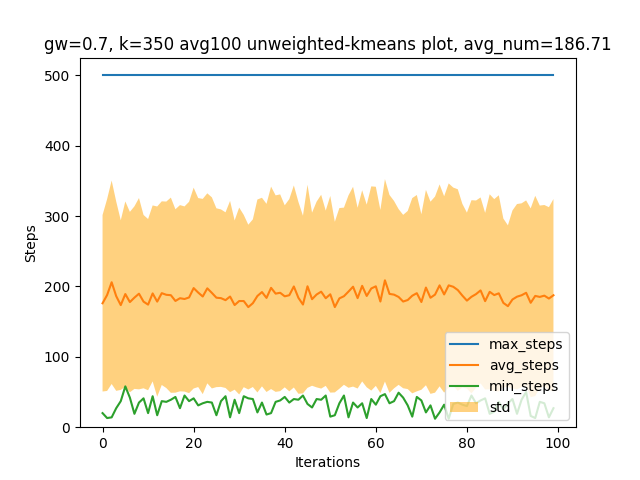 gw=0.7, k=350 avg100 unweighted-kmeans plot, avg_num=186.71
500
400
300
200
100
0
Steps
max_steps
avg_steps
min_steps
std
0 20 40 60 80 100
Iterations